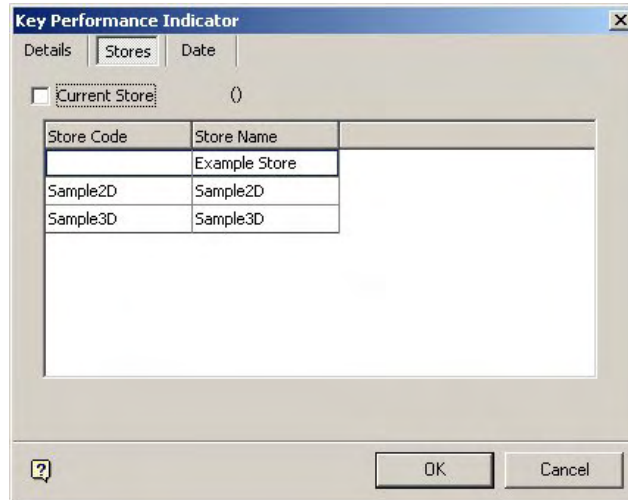 Key Performance Indicator
Details Stores Date
Current Store ()
Store Code Store Name
Example Store
Sample2D Sample2D
Sample3D Sample3D
? OK Cancel